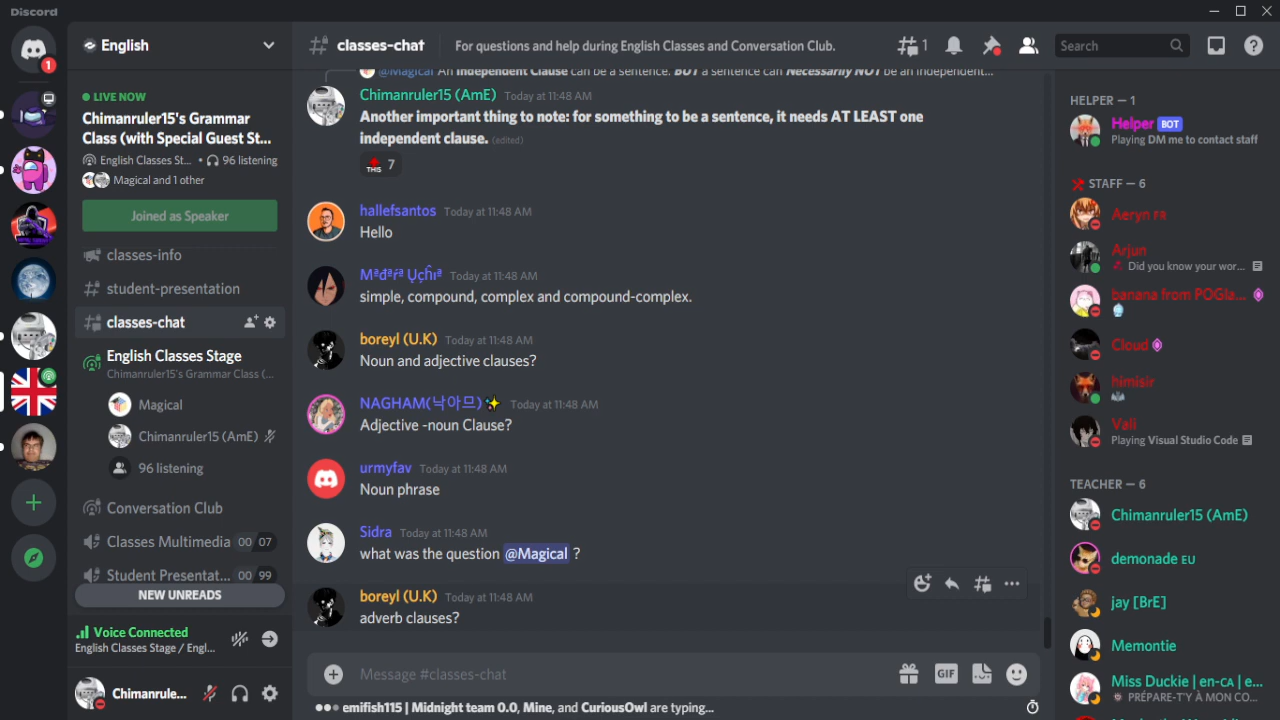 Discord
1
English
LIVE NOW
Chimanruler15's Grammar
Class (with Special Guest St...
English Classes St... • 96 listening
Magical and 1 other
Joined as Speaker
classes-info
student-presentation
classes-chat
English Classes Stage
Chimanruler15's Grammar Class (...
Magical
Chimanruler15 (AmE)
96 listening
Conversation Club
Classes Multimedia 00 07
Student Presentat... 00 99
NEW UNREADS
Voice Connected
English Classes Stage / Engl...
Chimanrule...
classes-chat
For questions and help during English Classes and Conversation Club.
1
Search
@Magical An Independent Clause can be a sentence. BUT a sentence can Necessarily NOT be an independent...
Chimanruler15 (AmE) Today at 11:48 AM
Another important thing to note: for something to be a sentence, it needs AT LEAST one
independent clause. (edited)
THIS 7
hallefsantos Today at 11:48 AM
Hello
Today at 11:48 AM
simple, compound, complex and compound-complex.
boreyl (U.K) Today at 11:48 AM
Noun and adjective clauses?
NAGHAM(낙아므)✨ Today at 11:48 AM
Adjective -noun Clause?
urmyfav Today at 11:48 AM
Noun phrase
Sidra Today at 11:48 AM
what was the question @Magical ?
boreyl (U.K) Today at 11:48 AM
adverb clauses?
Message #classes-chat
GIF
emifish115 | Midnight team 0.0, Mine, and CuriousOwl are typing...
HELPER — 1
Helper BOT
Playing DM me to contact staff
STAFF — 6
Aeryn FR
Arjun
Did you know your wor...
banana from POGla...
Cloud
himisir
Vali
Playing Visual Studio Code
TEACHER — 6
Chimanruler15 (AmE)
demonade EU
jay [BrE]
Memontie
Miss Duckie | en-CA | e...
PRÉPARE-T'Y À MON CO...